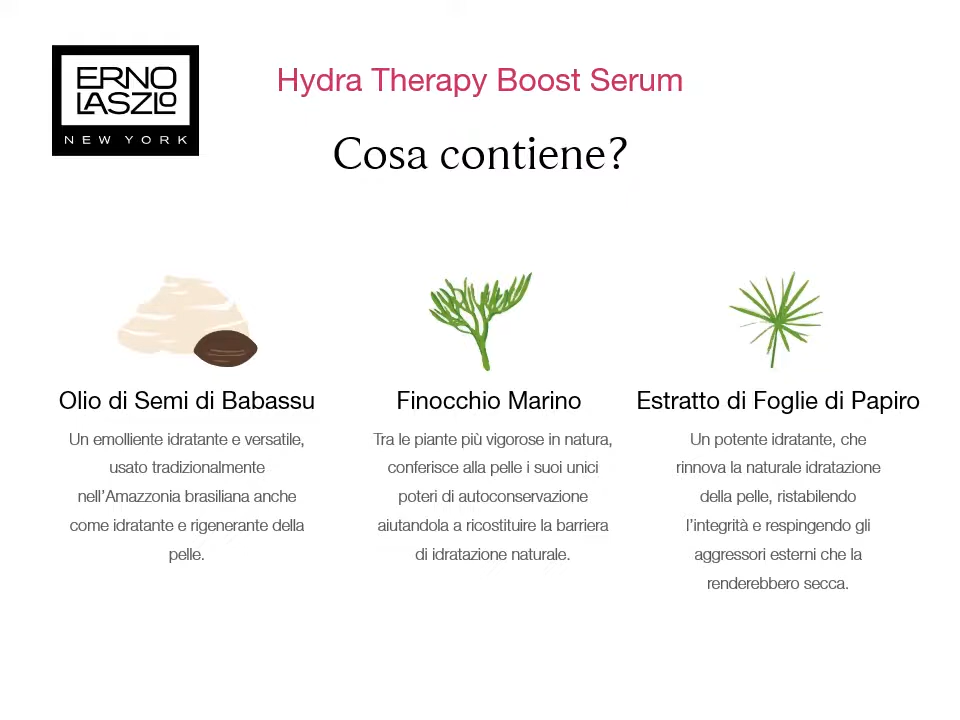 ERNO
LASZLO
NEW YORK
Hydra Therapy Boost Serum
Cosa contiene?
Olio di Semi di Babassu
Un emolliente idratante e versatile,
usato tradizionalmente
nell'Amazzonia brasiliana anche
come idratante e rigenerante della
pelle.
Finocchio Marino
Tra le piante più vigorose in natura,
conferisce alla pelle i suoi unici
poteri di autoconservazione
aiutandola a ricostituire la barriera
di idratazione naturale.
Estratto di Foglie di Papiro
Un potente idratante, che
rinnova la naturale idratazione
della pelle, ristabilendo
l'integrità e respingendo gli
aggressori esterni che la
renderebbero secca.